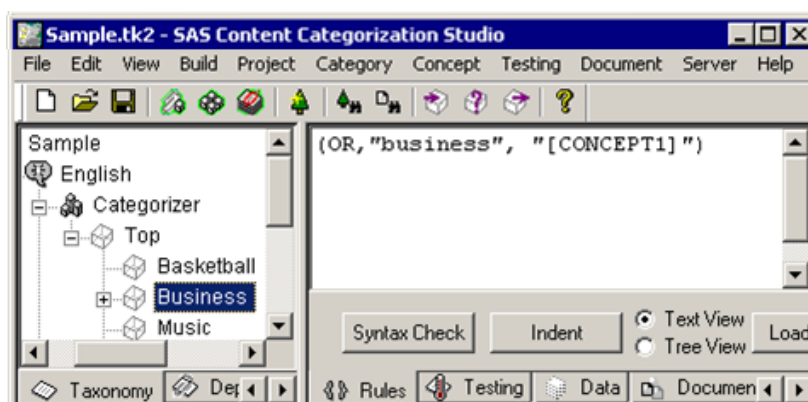 Sample.tk2 - SAS Content Categorization Studio
File Edit View Build Project Category Concept Testing Document Server Help
Sample
English
Categorizer
Top
Basketball
Business
Music
(OR,"business", "[CONCEPT1]")
Syntax Check Indent Text View Load
Tree View
Taxonomy Rules Testing Data Documen